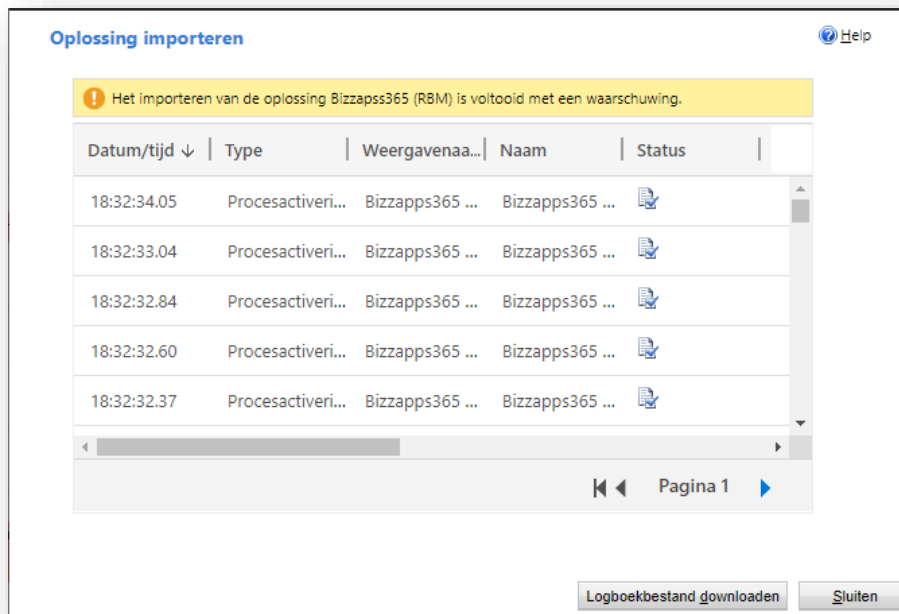 Oplossing importeren
Help
Het importeren van de oplossing Bizzapss365 (RBM) is voltooid met een waarschuwing.
Datum/tijd Type Weergavenaa... Naam Status
18:32:34.05 Procesactiveri... Bizzapps365 ... Bizzapps365 ...
18:32:33.04 Procesactiveri... Bizzapps365 ... Bizzapps365 ...
18:32:32.84 Procesactiveri... Bizzapps365 ... Bizzapps365 ...
18:32:32.60 Procesactiveri... Bizzapps365 ... Bizzapps365 ...
18:32:32.37 Procesactiveri... Bizzapps365 ... Bizzapps365 ...
Pagina 1
Logboekbestand downloaden Sluiten